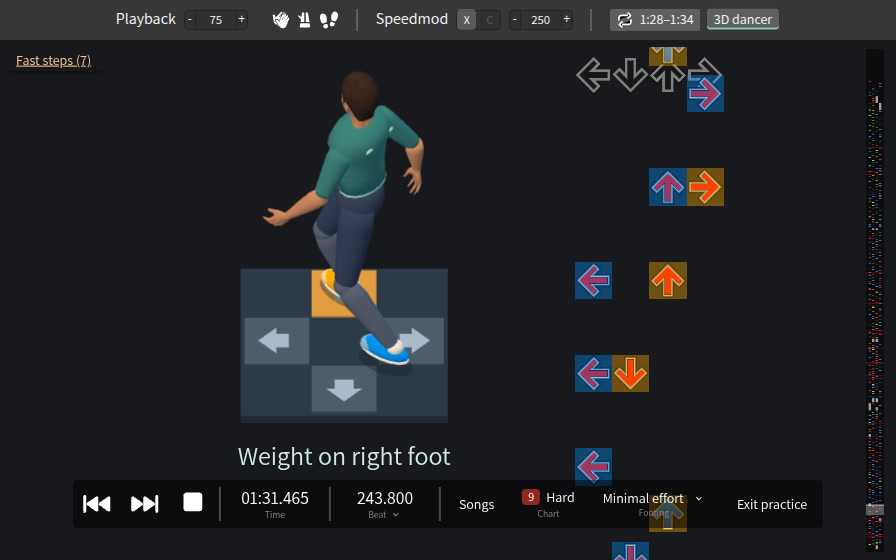 Playback - 75 + Speedmod X C - 250 + 1:28–1:34 3D dancer
Fast steps (7)
Weight on right foot
01:31.465 243.800 Songs 9 Hard Minimal effort Exit practice
Time Beat Chart Footing